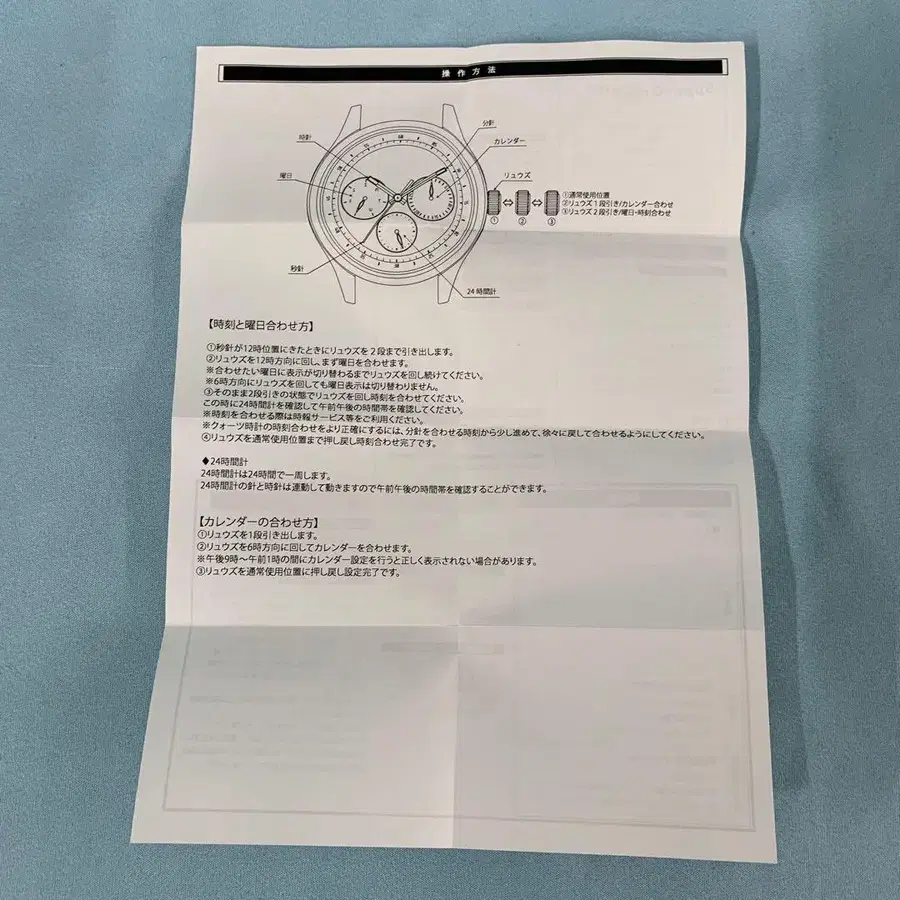 操作方法
時針
分針
カレンダー
曜日
リュウズ
①通常使用位置
②リュウズ1段引き/カレンダー合わせ
③リュウズ2段引き/曜日・時刻合わせ
① ② ③
秒針
24時間計
【時刻と曜日合わせ方】
①秒針が12時位置にきたときにリュウズを2段まで引き出します。
②リュウズを12時方向に回し、まず曜日を合わせます。
※合わせたい曜日に表示が切り替わるまでリュウズを回し続けてください。
※6時方向にリュウズを回しても曜日表示は切り替わりません。
③そのまま2段引きの状態でリュウズを回し時刻を合わせてください。
この時に24時間計を確認して午前午後の時間帯を確認してください。
※時刻を合わせる際は時報サービス等をご利用ください。
※クォーツ時計の時刻合わせをより正確にするには、分針を合わせる時刻から少し進めて、徐々に戻して合わせるようにしてください。
④リュウズを通常使用位置まで押し戻し時刻合わせ完了です。
◆24時間計
24時間計は24時間で一周します。
24時間計の針と時針は連動して動きますので午前午後の時間帯を確認することができます。
【カレンダーの合わせ方】
①リュウズを1段引き出します。
②リュウズを6時方向に回してカレンダーを合わせます。
※午後9時～午前1時の間にカレンダー設定を行うと正しく表示されない場合があります。
③リュウズを通常使用位置に押し戻し設定完了です。